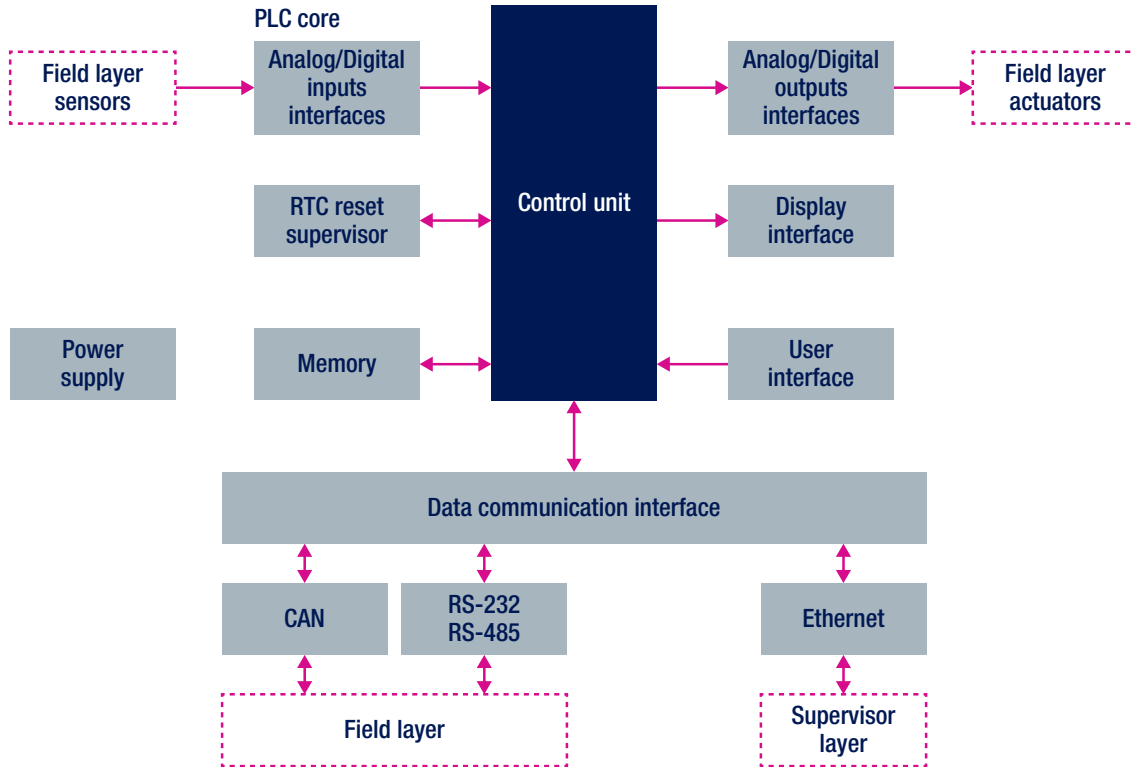 PLC core
Field layer
sensors
Analog/Digital
inputs
interfaces
Control unit
Analog/Digital
outputs
interfaces
Field layer
actuators
RTC reset
supervisor
Display
interface
Power
supply
Memory
User
interface
Data communication interface
CAN
RS-232
RS-485
Ethernet
Field layer
Supervisor
layer